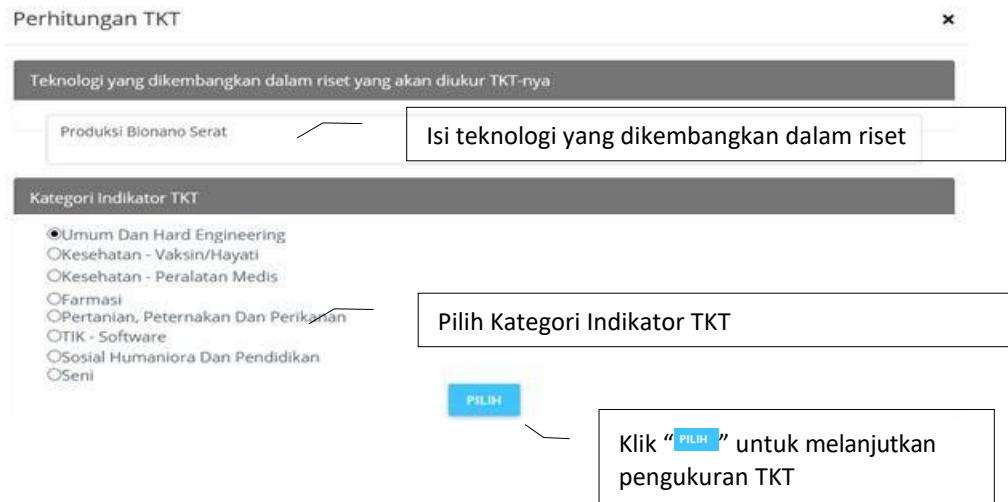 Perhitungan TKT
×
Teknologi yang dikembangkan dalam riset yang akan diukur TKT-nya
Produksi Bionano Serat
Isi teknologi yang dikembangkan dalam riset
Kategori Indikator TKT
Umum Dan Hard Engineering
Kesehatan - Vaksin/Hayati
Kesehatan - Peralatan Medis
Farmasi
Pertanian, Peternakan Dan Perikanan
TIK - Software
Sosial Humaniora Dan Pendidikan
Seni
Pilih Kategori Indikator TKT
PILIH
Klik “PILIH” untuk melanjutkan
pengukuran TKT